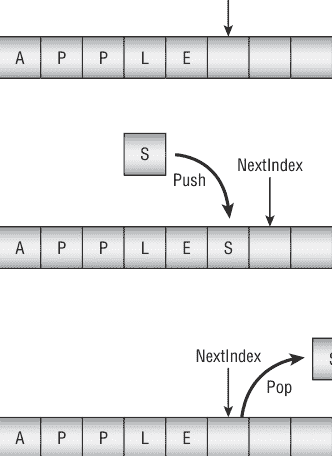 A P P L E
S
Push
NextIndex
A P P L E S
NextIndex
Pop
A P P L E